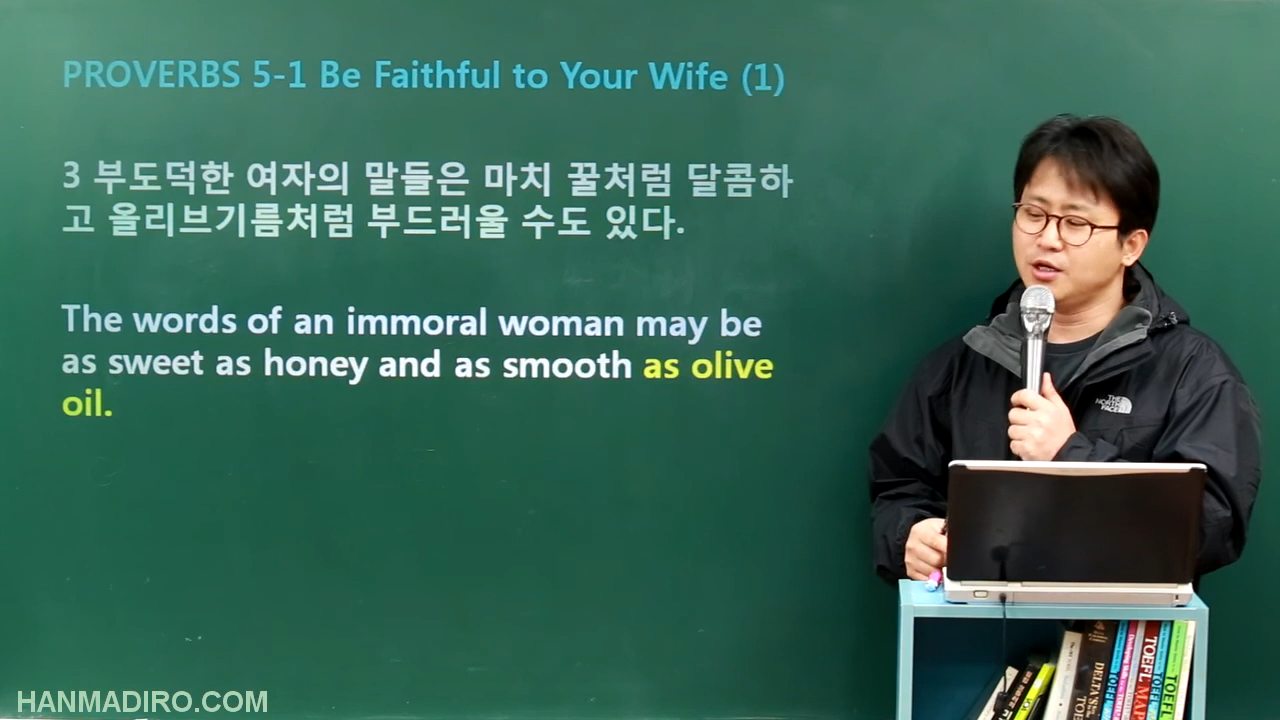 PROVERBS 5-1 Be Faithful to Your Wife (1)
3 부도덕한 여자의 말들은 마치 꿀처럼 달콤하
고 올리브기름처럼 부드러울 수도 있다.
The words of an immoral woman may be
as sweet as honey and as smooth as olive
oil.
THE
NORTH
FACE
DELTA'S
TOEFL MAP
TOEFL
HANMADIRO.COM